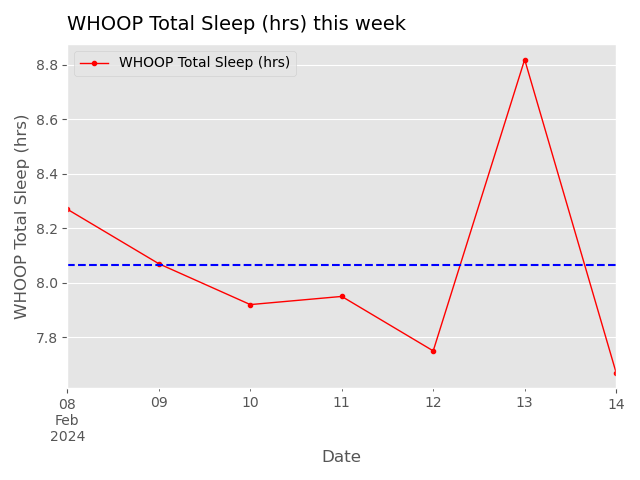 WHOOP Total Sleep (hrs) this week
WHOOP Total Sleep (hrs)
WHOOP Total Sleep (hrs)
8.8
8.6
8.4
8.2
8.0
7.8
08 09 10 11 12 13 14
Feb
2024
Date